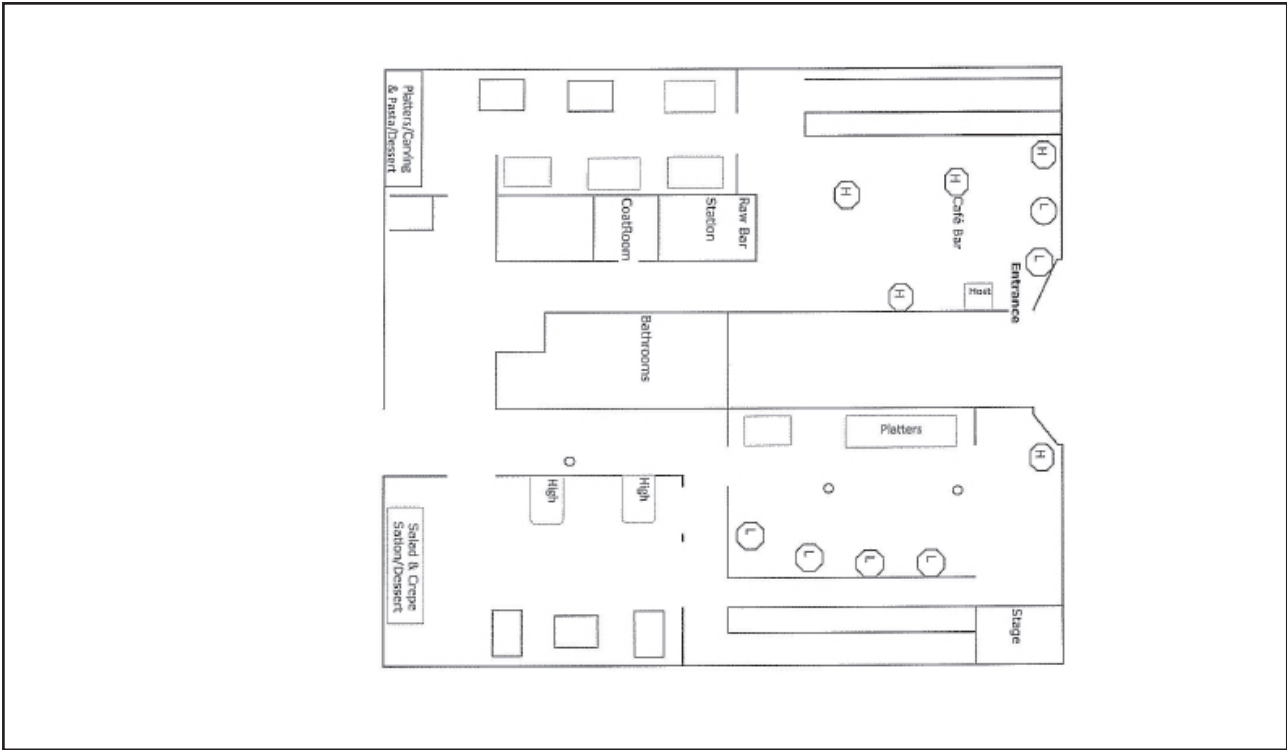 Platters/Carving
& Pasta/Dessert
CoatRoom
Raw Bar
Station
H
H
H
Café Bar
L
L
Entrance
Host
H
Bathrooms
Platters
H
High
High
Salad & Crepe
Sation/Dessert
L
L
L
L
Stage